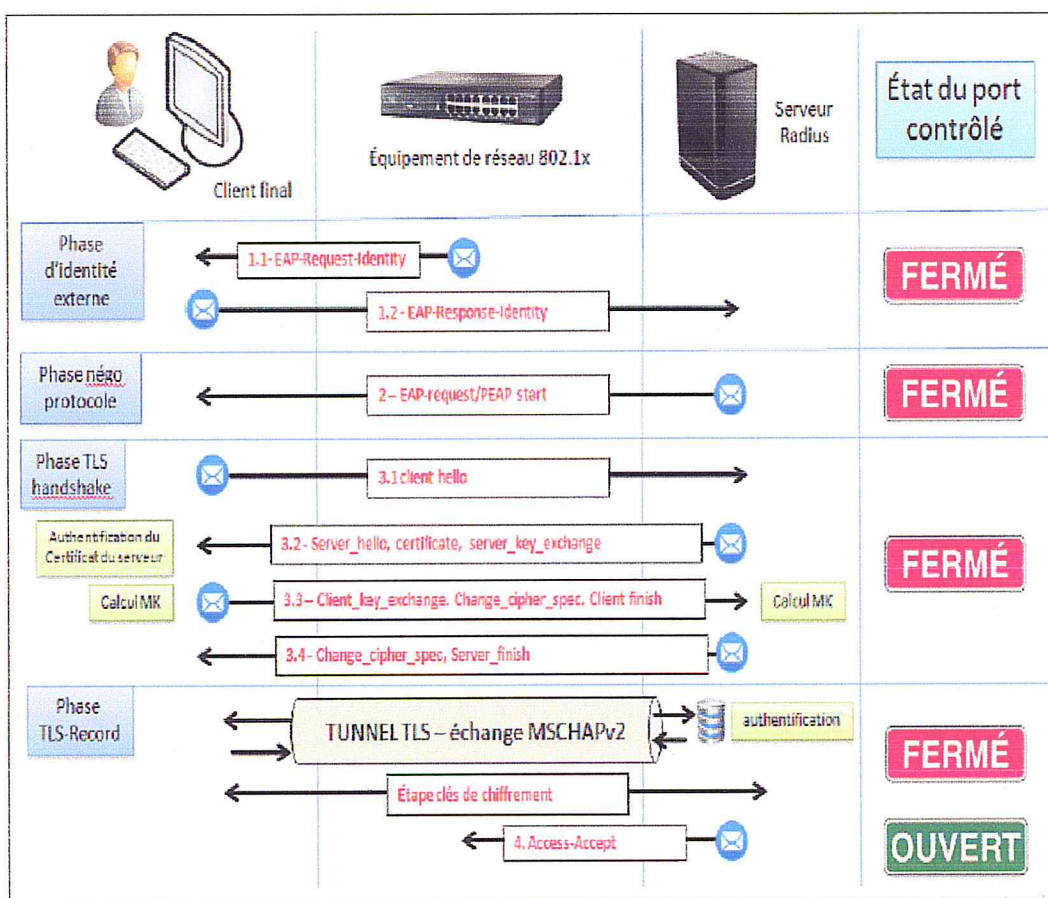 Client final
Équipement de réseau 802.1x
Serveur
Radius
État du port
contrôlé
Phase
d'identité
externe
1.1- EAP-Request-Identity
1.2 - EAP-Response-Identity
FERMÉ
Phase négo
protocole
2 – EAP-request/PEAP start
FERMÉ
Phase TLS
handshake
3.1 client hello
Authentification du
Certificat du serveur
3.2 - Server_hello, certificate, server_key_exchange
FERMÉ
Calcul MK
3.3 – Client_key_exchange. Change_cipher_spec. Client finish
Calcul MK
3.4 - Change_cipher_spec, Server_finish
Phase
TLS-Record
TUNNEL TLS – échange MSCHAPv2
authentification
FERMÉ
Étape clés de chiffrement
4. Access-Accept
OUVERT